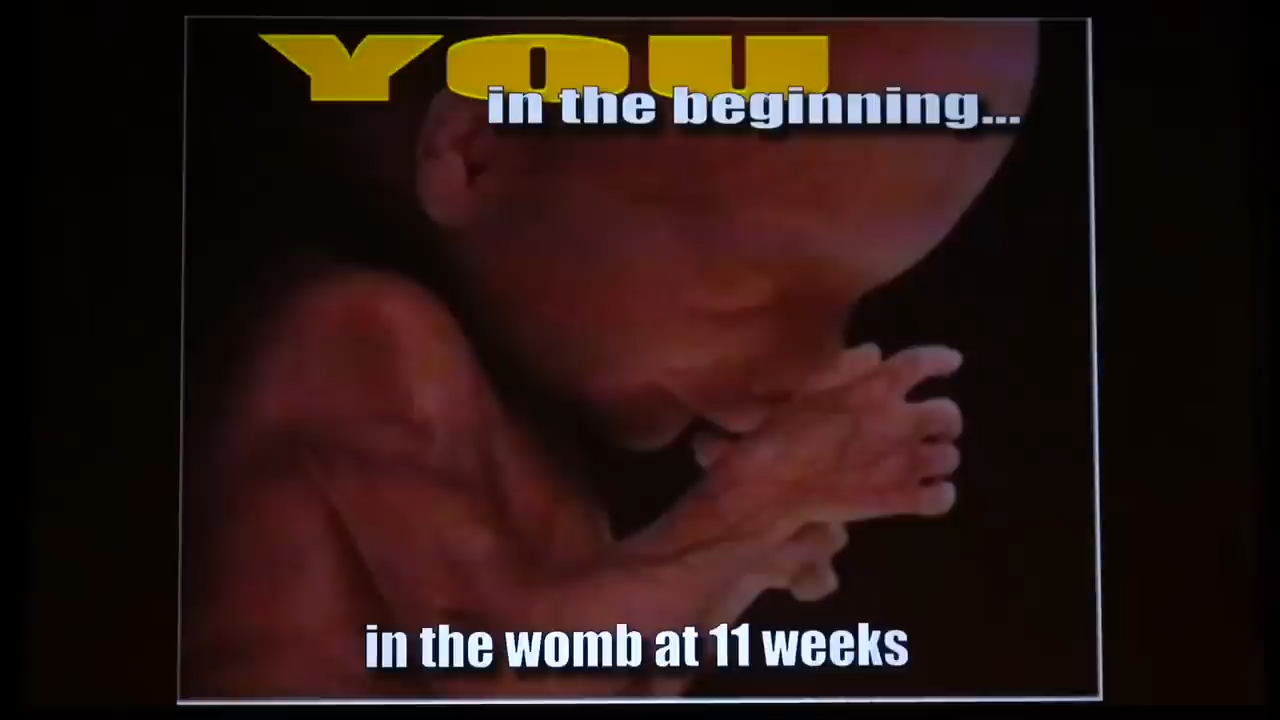 YOU
in the beginning...
in the womb at 11 weeks